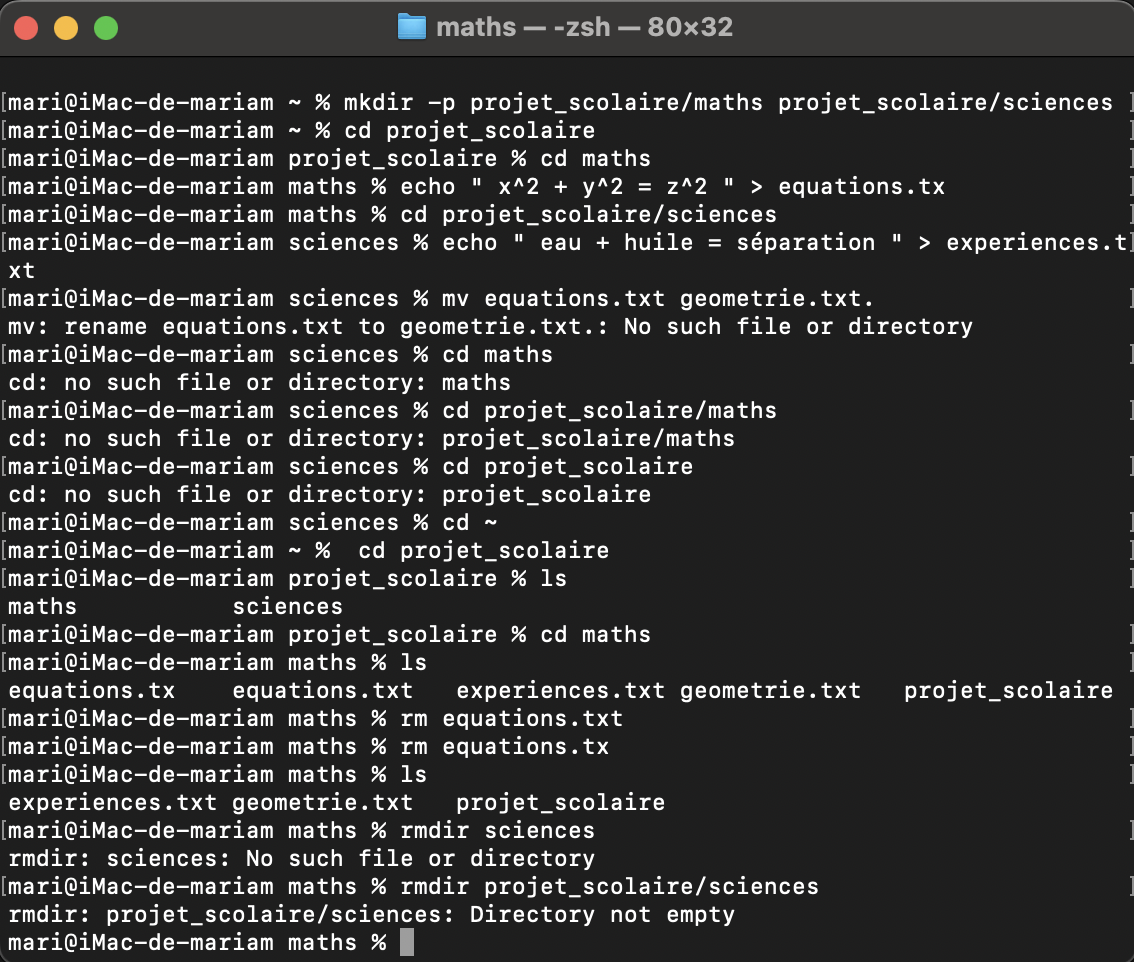 maths — -zsh — 80×32
[mari@iMac-de-mariam ~ % mkdir -p projet_scolaire/maths projet_scolaire/sciences ]
[mari@iMac-de-mariam ~ % cd projet_scolaire ]
[mari@iMac-de-mariam projet_scolaire % cd maths ]
[mari@iMac-de-mariam maths % echo " x^2 + y^2 = z^2 " > equations.tx ]
[mari@iMac-de-mariam maths % cd projet_scolaire/sciences ]
[mari@iMac-de-mariam sciences % echo " eau + huile = séparation " > experiences.t]
xt
[mari@iMac-de-mariam sciences % mv equations.txt geometrie.txt. ]
mv: rename equations.txt to geometrie.txt.: No such file or directory
[mari@iMac-de-mariam sciences % cd maths ]
cd: no such file or directory: maths
[mari@iMac-de-mariam sciences % cd projet_scolaire/maths ]
cd: no such file or directory: projet_scolaire/maths
[mari@iMac-de-mariam sciences % cd projet_scolaire ]
cd: no such file or directory: projet_scolaire
[mari@iMac-de-mariam sciences % cd ~ ]
[mari@iMac-de-mariam ~ %  cd projet_scolaire ]
[mari@iMac-de-mariam projet_scolaire % ls ]
maths           sciences
[mari@iMac-de-mariam projet_scolaire % cd maths ]
[mari@iMac-de-mariam maths % ls ]
equations.tx    equations.txt   experiences.txt geometrie.txt   projet_scolaire
[mari@iMac-de-mariam maths % rm equations.txt ]
[mari@iMac-de-mariam maths % rm equations.tx ]
[mari@iMac-de-mariam maths % ls ]
experiences.txt geometrie.txt   projet_scolaire
[mari@iMac-de-mariam maths % rmdir sciences ]
rmdir: sciences: No such file or directory
[mari@iMac-de-mariam maths % rmdir projet_scolaire/sciences ]
rmdir: projet_scolaire/sciences: Directory not empty
mari@iMac-de-mariam maths %